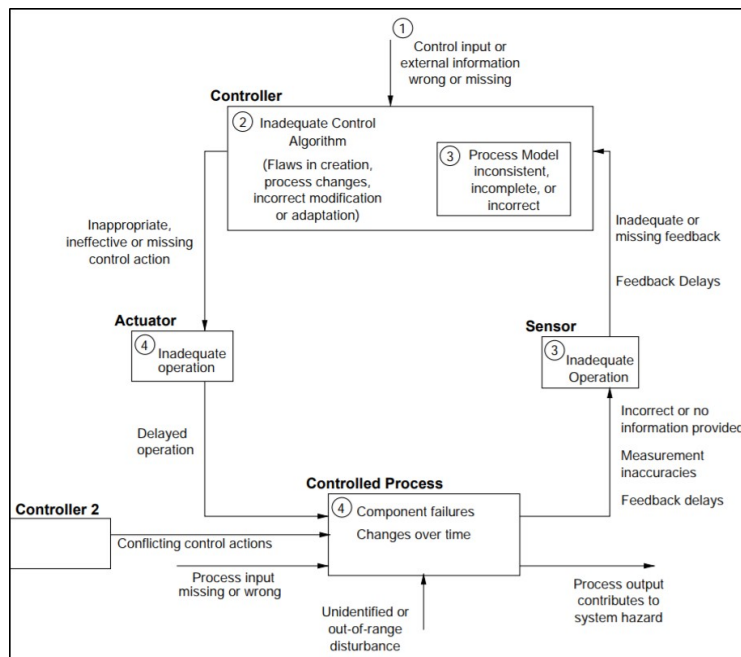 1
Control input or
external information
wrong or missing
Controller
2 Inadequate Control
Algorithm
(Flaws in creation,
process changes,
incorrect modification
or adaptation)
3 Process Model
inconsistent,
incomplete, or
incorrect
Inappropriate,
ineffective or missing
control action
Inadequate or
missing feedback
Feedback Delays
Actuator
4 Inadequate
operation
Sensor
3 Inadequate
Operation
Delayed
operation
Incorrect or no
information provided
Measurement
inaccuracies
Feedback delays
Controlled Process
4 Component failures
Changes over time
Controller 2
Conflicting control actions
Process input
missing or wrong
Unidentified or
out-of-range
disturbance
Process output
contributes to
system hazard